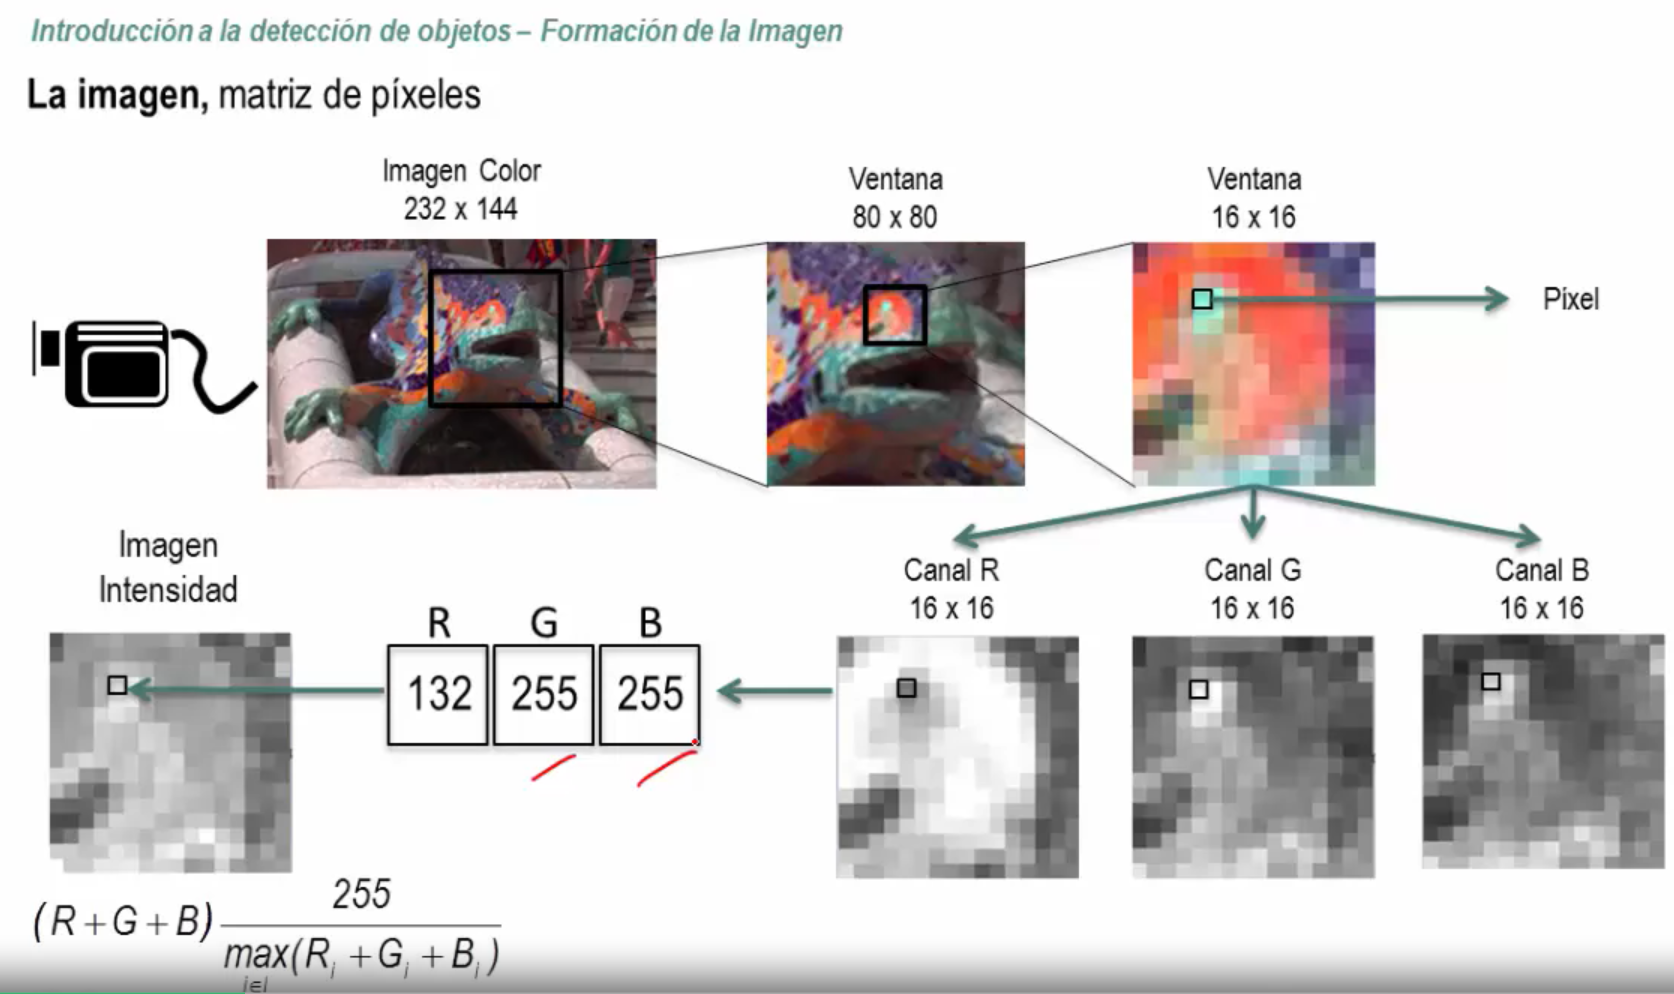 Introducción a la detección de objetos – Formación de la Imagen
La imagen, matriz de píxeles
Imagen Color
232 x 144
Ventana
80 x 80
Ventana
16 x 16
Píxel
Imagen
Intensidad
R G B
132 255 255
Canal R
16 x 16
Canal G
16 x 16
Canal B
16 x 16
255
(R+G+B)
max(Ri +Gi +Bi )
i∈I